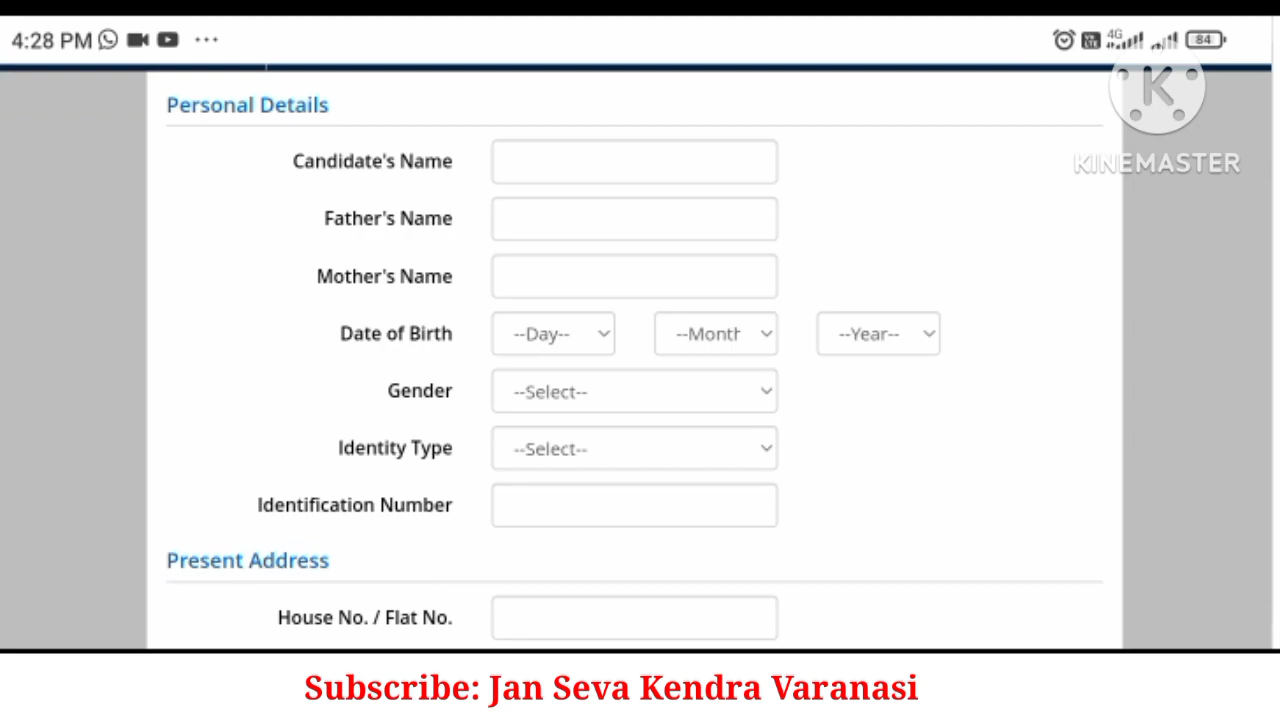 4:28 PM
4G
84
K
KINEMASTER
Personal Details
Candidate's Name
Father's Name
Mother's Name
Date of Birth --Day-- --Month --Year--
Gender --Select--
Identity Type --Select--
Identification Number
Present Address
House No. / Flat No.
Subscribe: Jan Seva Kendra Varanasi